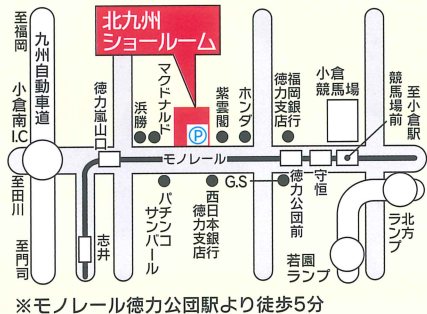 北九州
ショールーム
至福岡
九州自動車道
小倉南I.C
至田川
至門司
徳力嵐山口
志井
浜勝
マクドナルド
P
紫雲閣
ホンダ
福岡銀行
徳力支店
小倉
競馬場
競馬場前
至小倉駅
モノレール
パチンコ
サンパール
西日本銀行
徳力支店
G.S
徳力公団前
守恒
北方
ランプ
若園
ランプ
※モノレール徳力公団駅より徒歩5分